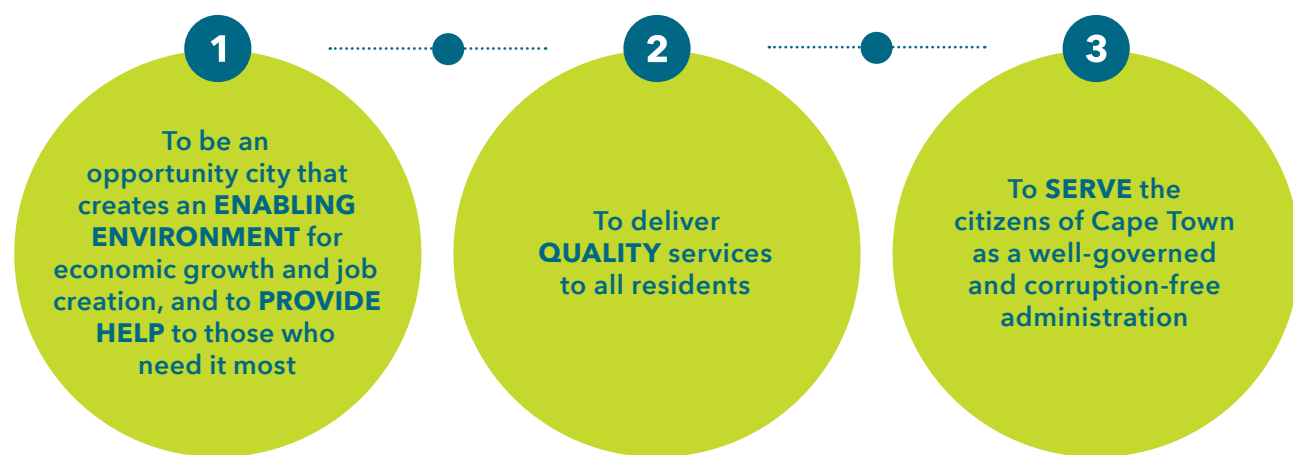 1
To be an
opportunity city that
creates an ENABLING
ENVIRONMENT for
economic growth and job
creation, and to PROVIDE
HELP to those who
need it most
2
To deliver
QUALITY services
to all residents
3
To SERVE the
citizens of Cape Town
as a well-governed
and corruption-free
administration